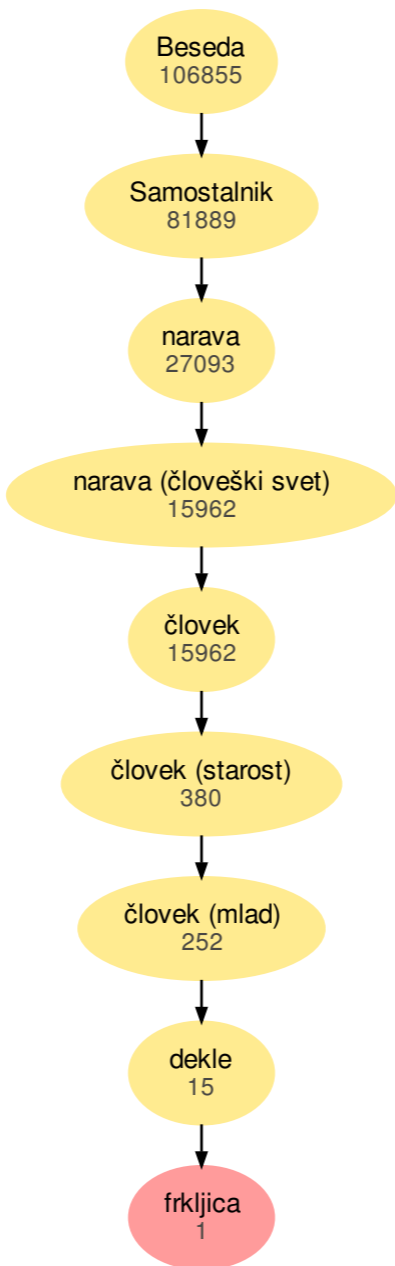 Beseda
106855
Samostalnik
81889
narava
27093
narava (človeški svet)
15962
človek
15962
človek (starost)
380
človek (mlad)
252
dekle
15
frkljica
1